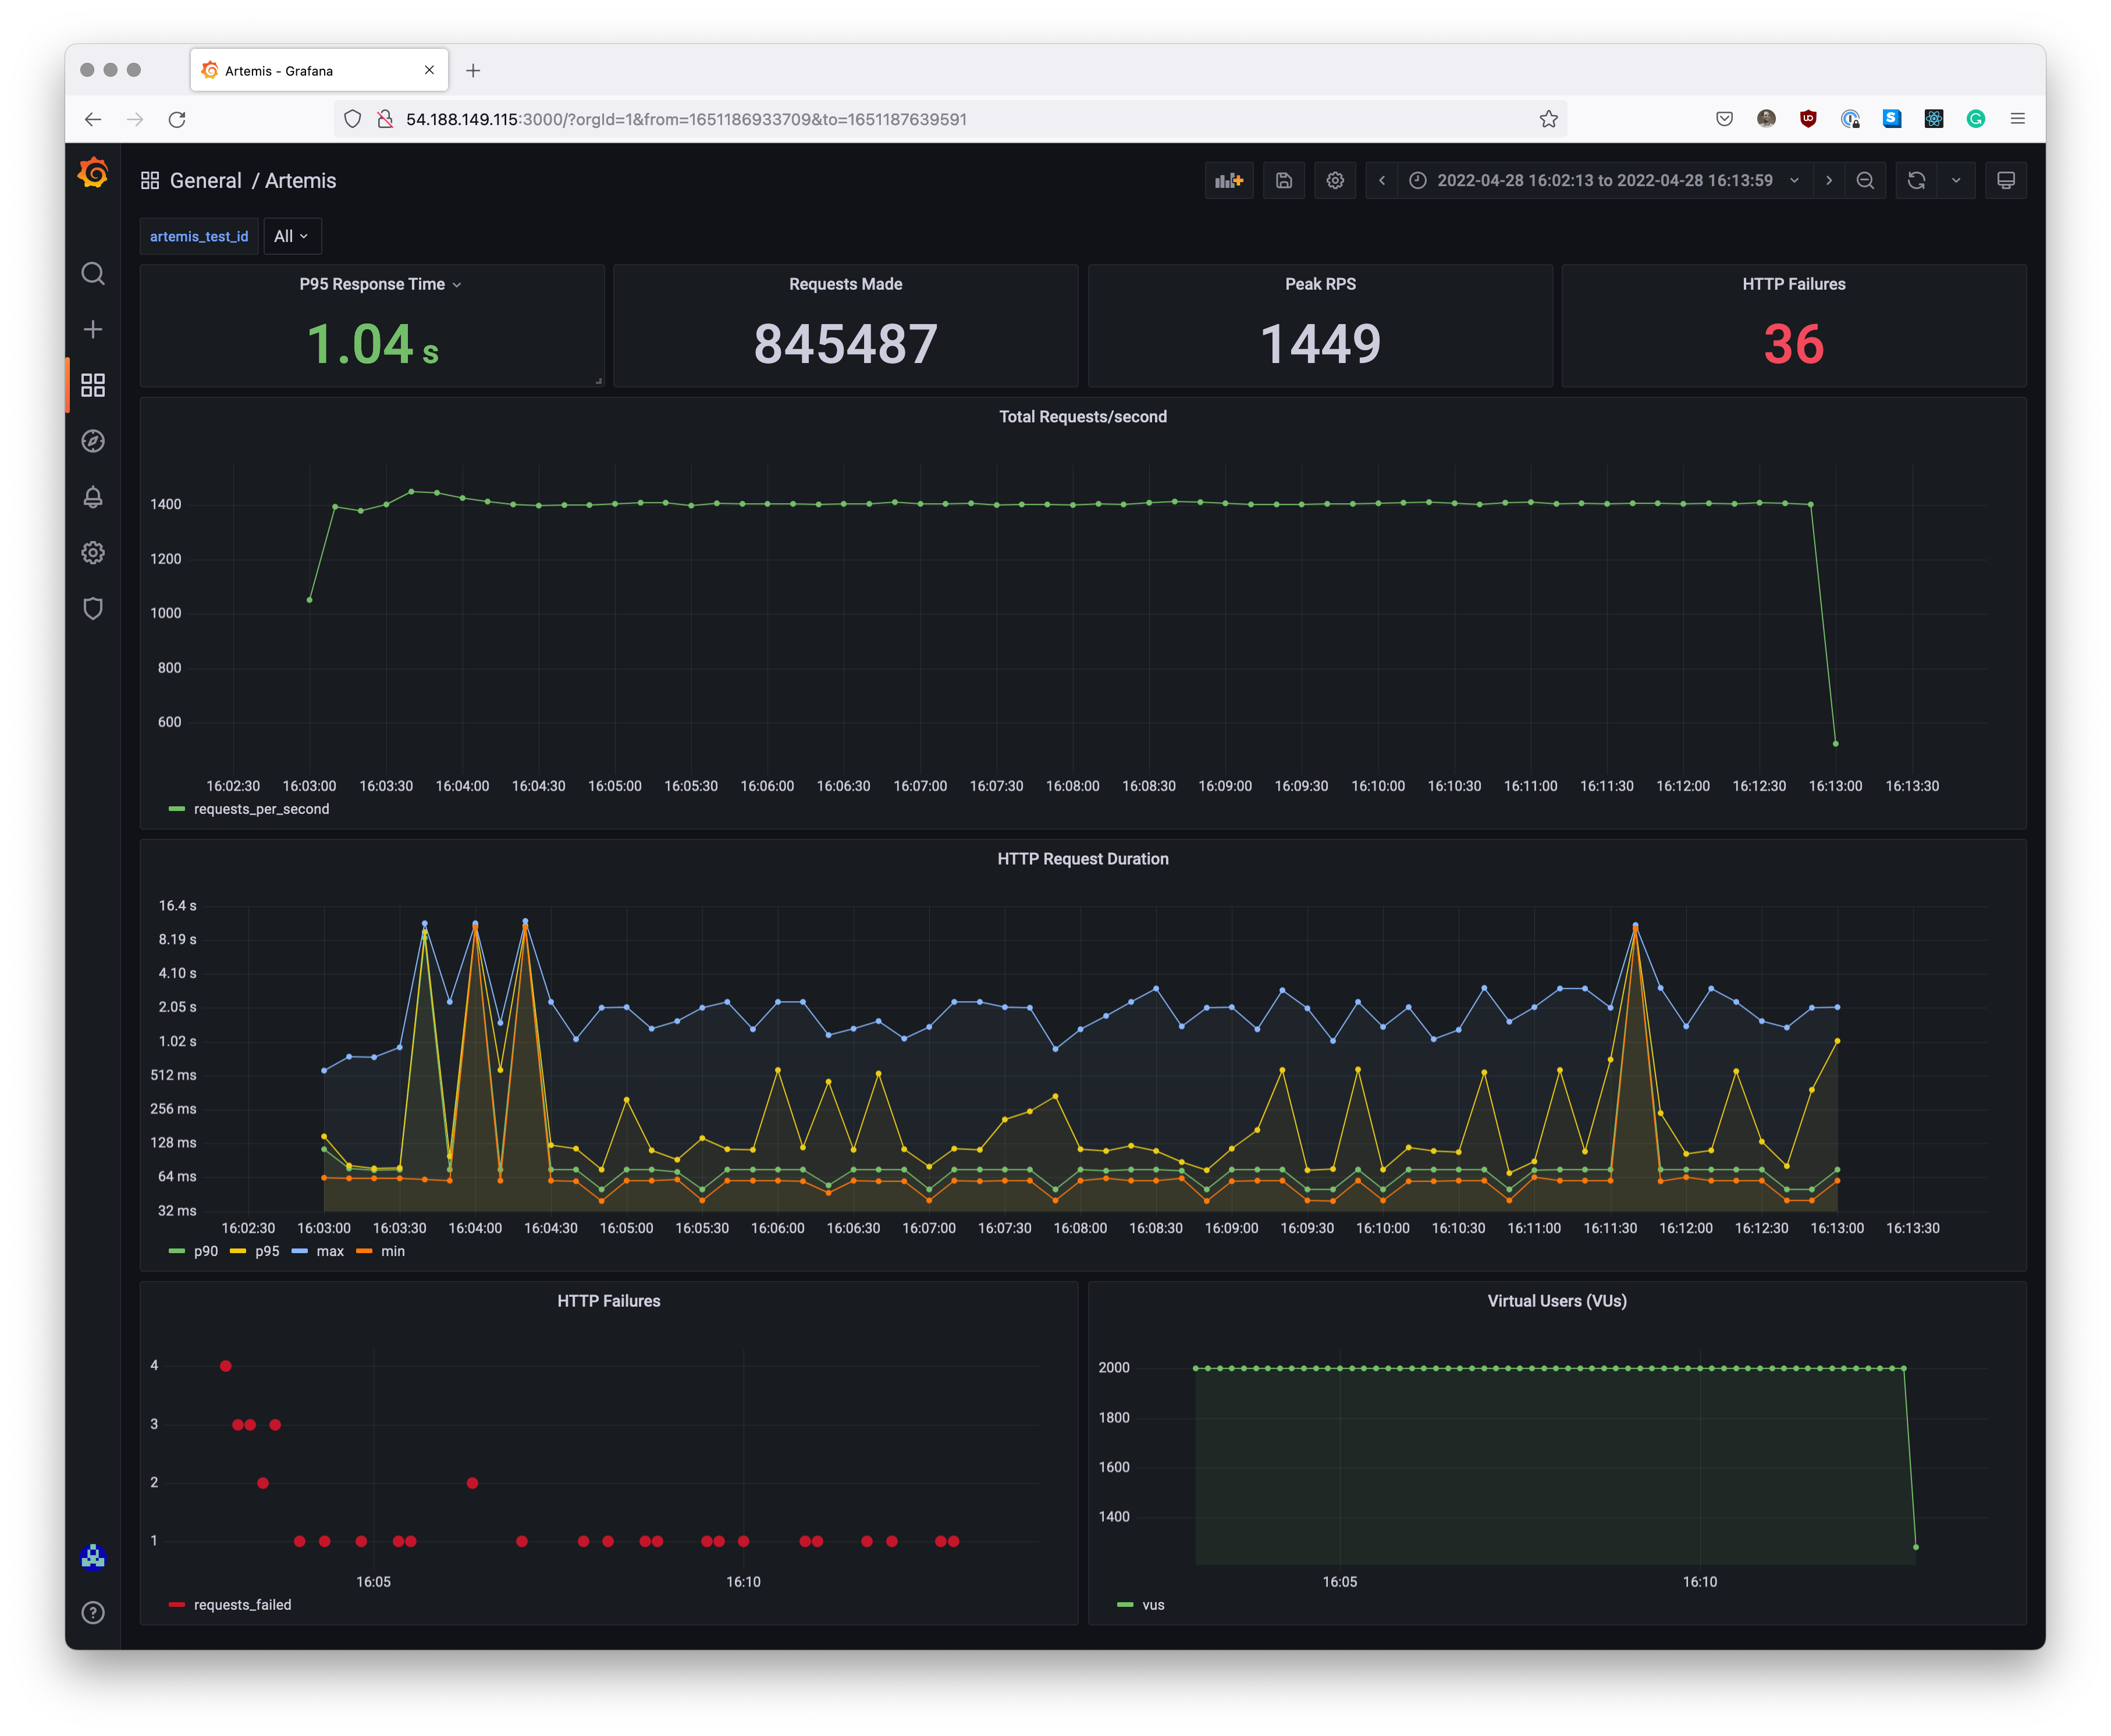 Artemis - Grafana
54.188.149.115:3000/?orgId=1&from=1651186933709&to=1651187639591
General / Artemis
2022-04-28 16:02:13 to 2022-04-28 16:13:59
artemis_test_id All
P95 Response Time
1.04 s
Requests Made
845487
Peak RPS
1449
HTTP Failures
36
Total Requests/second
1400
1200
1000
800
600
16:02:30 16:03:00 16:03:30 16:04:00 16:04:30 16:05:00 16:05:30 16:06:00 16:06:30 16:07:00 16:07:30 16:08:00 16:08:30 16:09:00 16:09:30 16:10:00 16:10:30 16:11:00 16:11:30 16:12:00 16:12:30 16:13:00 16:13:30
requests_per_second
HTTP Request Duration
16.4 s
8.19 s
4.10 s
2.05 s
1.02 s
512 ms
256 ms
128 ms
64 ms
32 ms
16:02:30 16:03:00 16:03:30 16:04:00 16:04:30 16:05:00 16:05:30 16:06:00 16:06:30 16:07:00 16:07:30 16:08:00 16:08:30 16:09:00 16:09:30 16:10:00 16:10:30 16:11:00 16:11:30 16:12:00 16:12:30 16:13:00 16:13:30
p90 p95 max min
HTTP Failures
4
3
2
1
16:05 16:10
requests_failed
Virtual Users (VUs)
2000
1800
1600
1400
16:05 16:10
vus